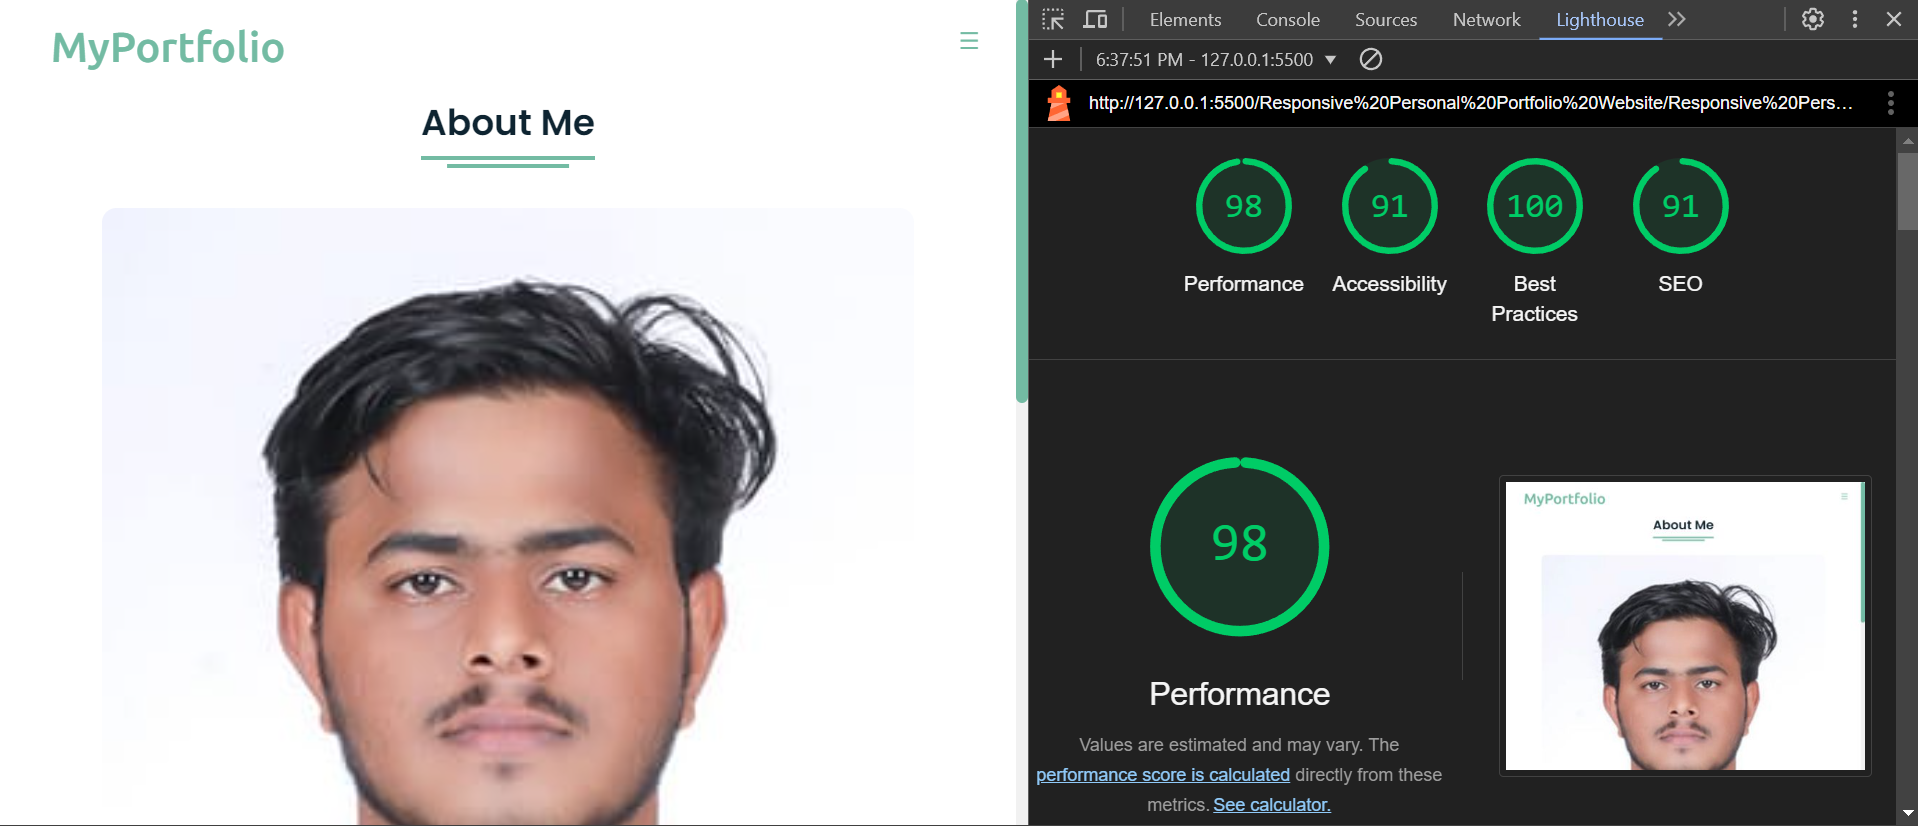 MyPortfolio
About Me
Elements Console Sources Network Lighthouse
6:37:51 PM - 127.0.0.1:5500
http://127.0.0.1:5500/Responsive%20Personal%20Portfolio%20Website/Responsive%20Pers…
98 91 100 91
Performance Accessibility Best Practices SEO
98
Performance
Values are estimated and may vary. The
performance score is calculated directly from these
metrics. See calculator.
MyPortfolio
About Me